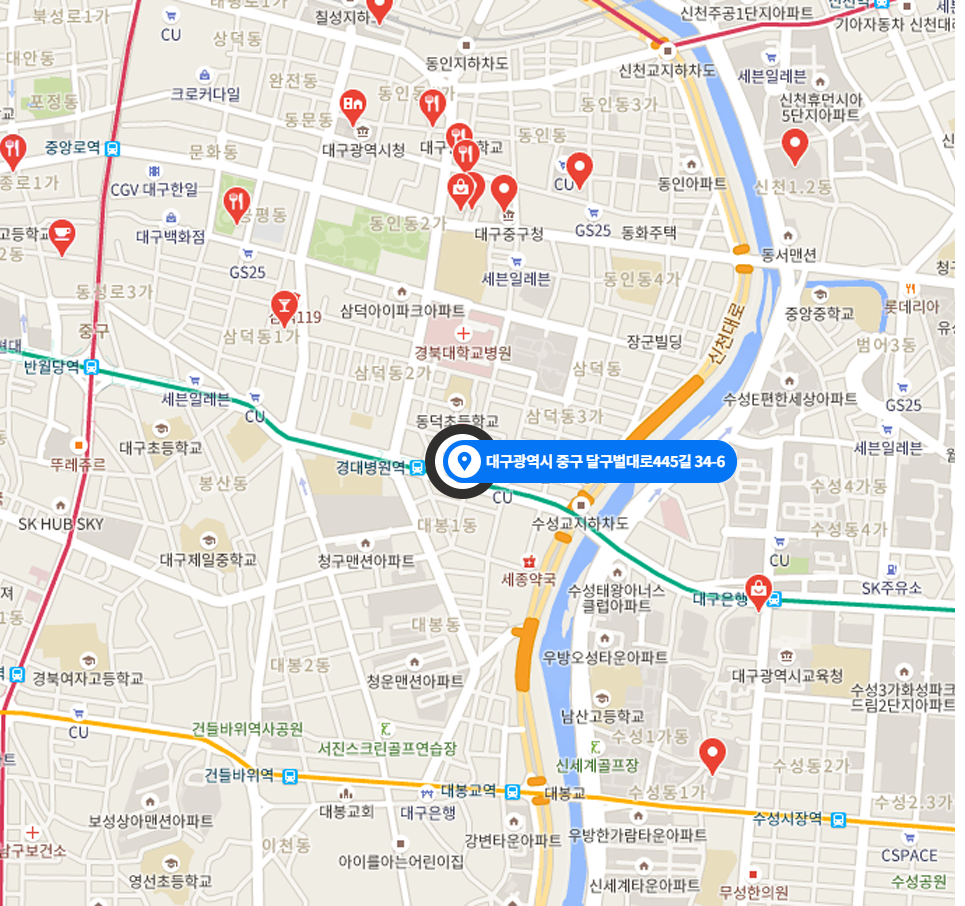 북성로1가
태평로1가
칠성지하
신천주공1단지아파트
신천역
기아자동차 신천대리
CU
상덕동
대안동
동인지하차도
신천교지하차도
세븐일레븐
완전동
크로커다일
포정동
동문동
동인동
동인동3가
신천휴먼시아
5단지아파트
중앙로역
문화동
대구광역시청
동인동
종로1가
CGV 대구한일
CU
동인아파트
신천1.2동
대구백화점
동인동2가
대구중구청
GS25
동화주택
GS25
세븐일레븐
동인동4가
동서맨션
동성로3가
삼덕아이파크아파트
중앙중학교
롯데리아
119
삼덕동1가
중구
경북대학교병원
장군빌딩
신천대로
범어3동
반월당역
삼덕동2가
삼덕동
세븐일레븐
CU
수성E편한세상아파트
GS25
동덕초등학교
삼덕동3가
대구초등학교
세븐일레븐
뚜레쥬르
경대병원역
대구광역시 중구 달구벌대로445길 34-6
봉산동
CU
수성4가동
SK HUB SKY
대봉1동
수성교지하차도
수성동4가
대구제일중학교
청구맨션아파트
CU
세종약국
수성태왕아너스
클럽아파트
대구은행
SK주유소
대봉동
우방오성타운아파트
대봉2동
경북여자고등학교
청운맨션아파트
대구광역시교육청
수성3가화성파크
드림2단지아파트
남산고등학교
CU
건들바위역사공원
서진스크린골프연습장
수성1가동
신세계골프장
수성동2가
건들바위역
대봉교역
대봉교
수성동1가
수성동2.3가
보성상아맨션아파트
대봉교회
대구은행
수성시장역
남구보건소
이천동
강변타운아파트
우방한가람타운아파트
CSPACE
아이를아는어린이집
영선초등학교
신세계타운아파트
무성한의원
수성공원